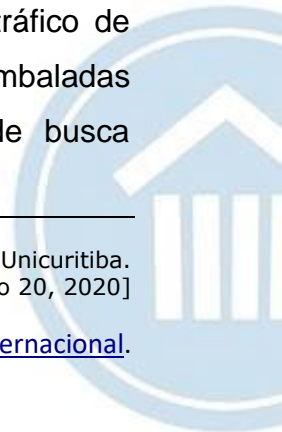 tráfico de
mbaladas
de busca
Unicuritiba.
o 20, 2020]
ernacional.